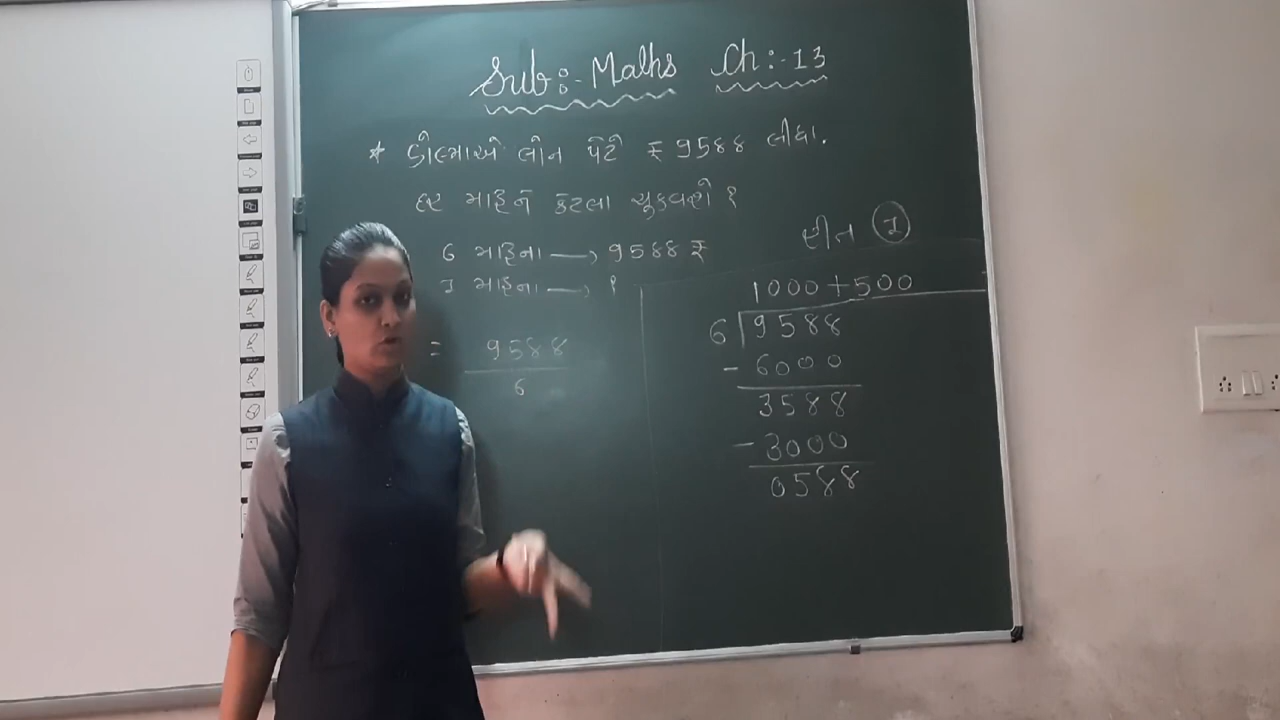 Sub :- Maths Ch :- 13
* ફાેલ્માએ લોન પેટે ₹ 9588 લીધા.
દર મહિને કેટલા ચૂકવશે ?
6 મહિના → 9588 ₹
1 મહિના → ?
= 9588
6
રીત 1
1000 + 500
6 9588
- 6000
3588
- 3000
0588